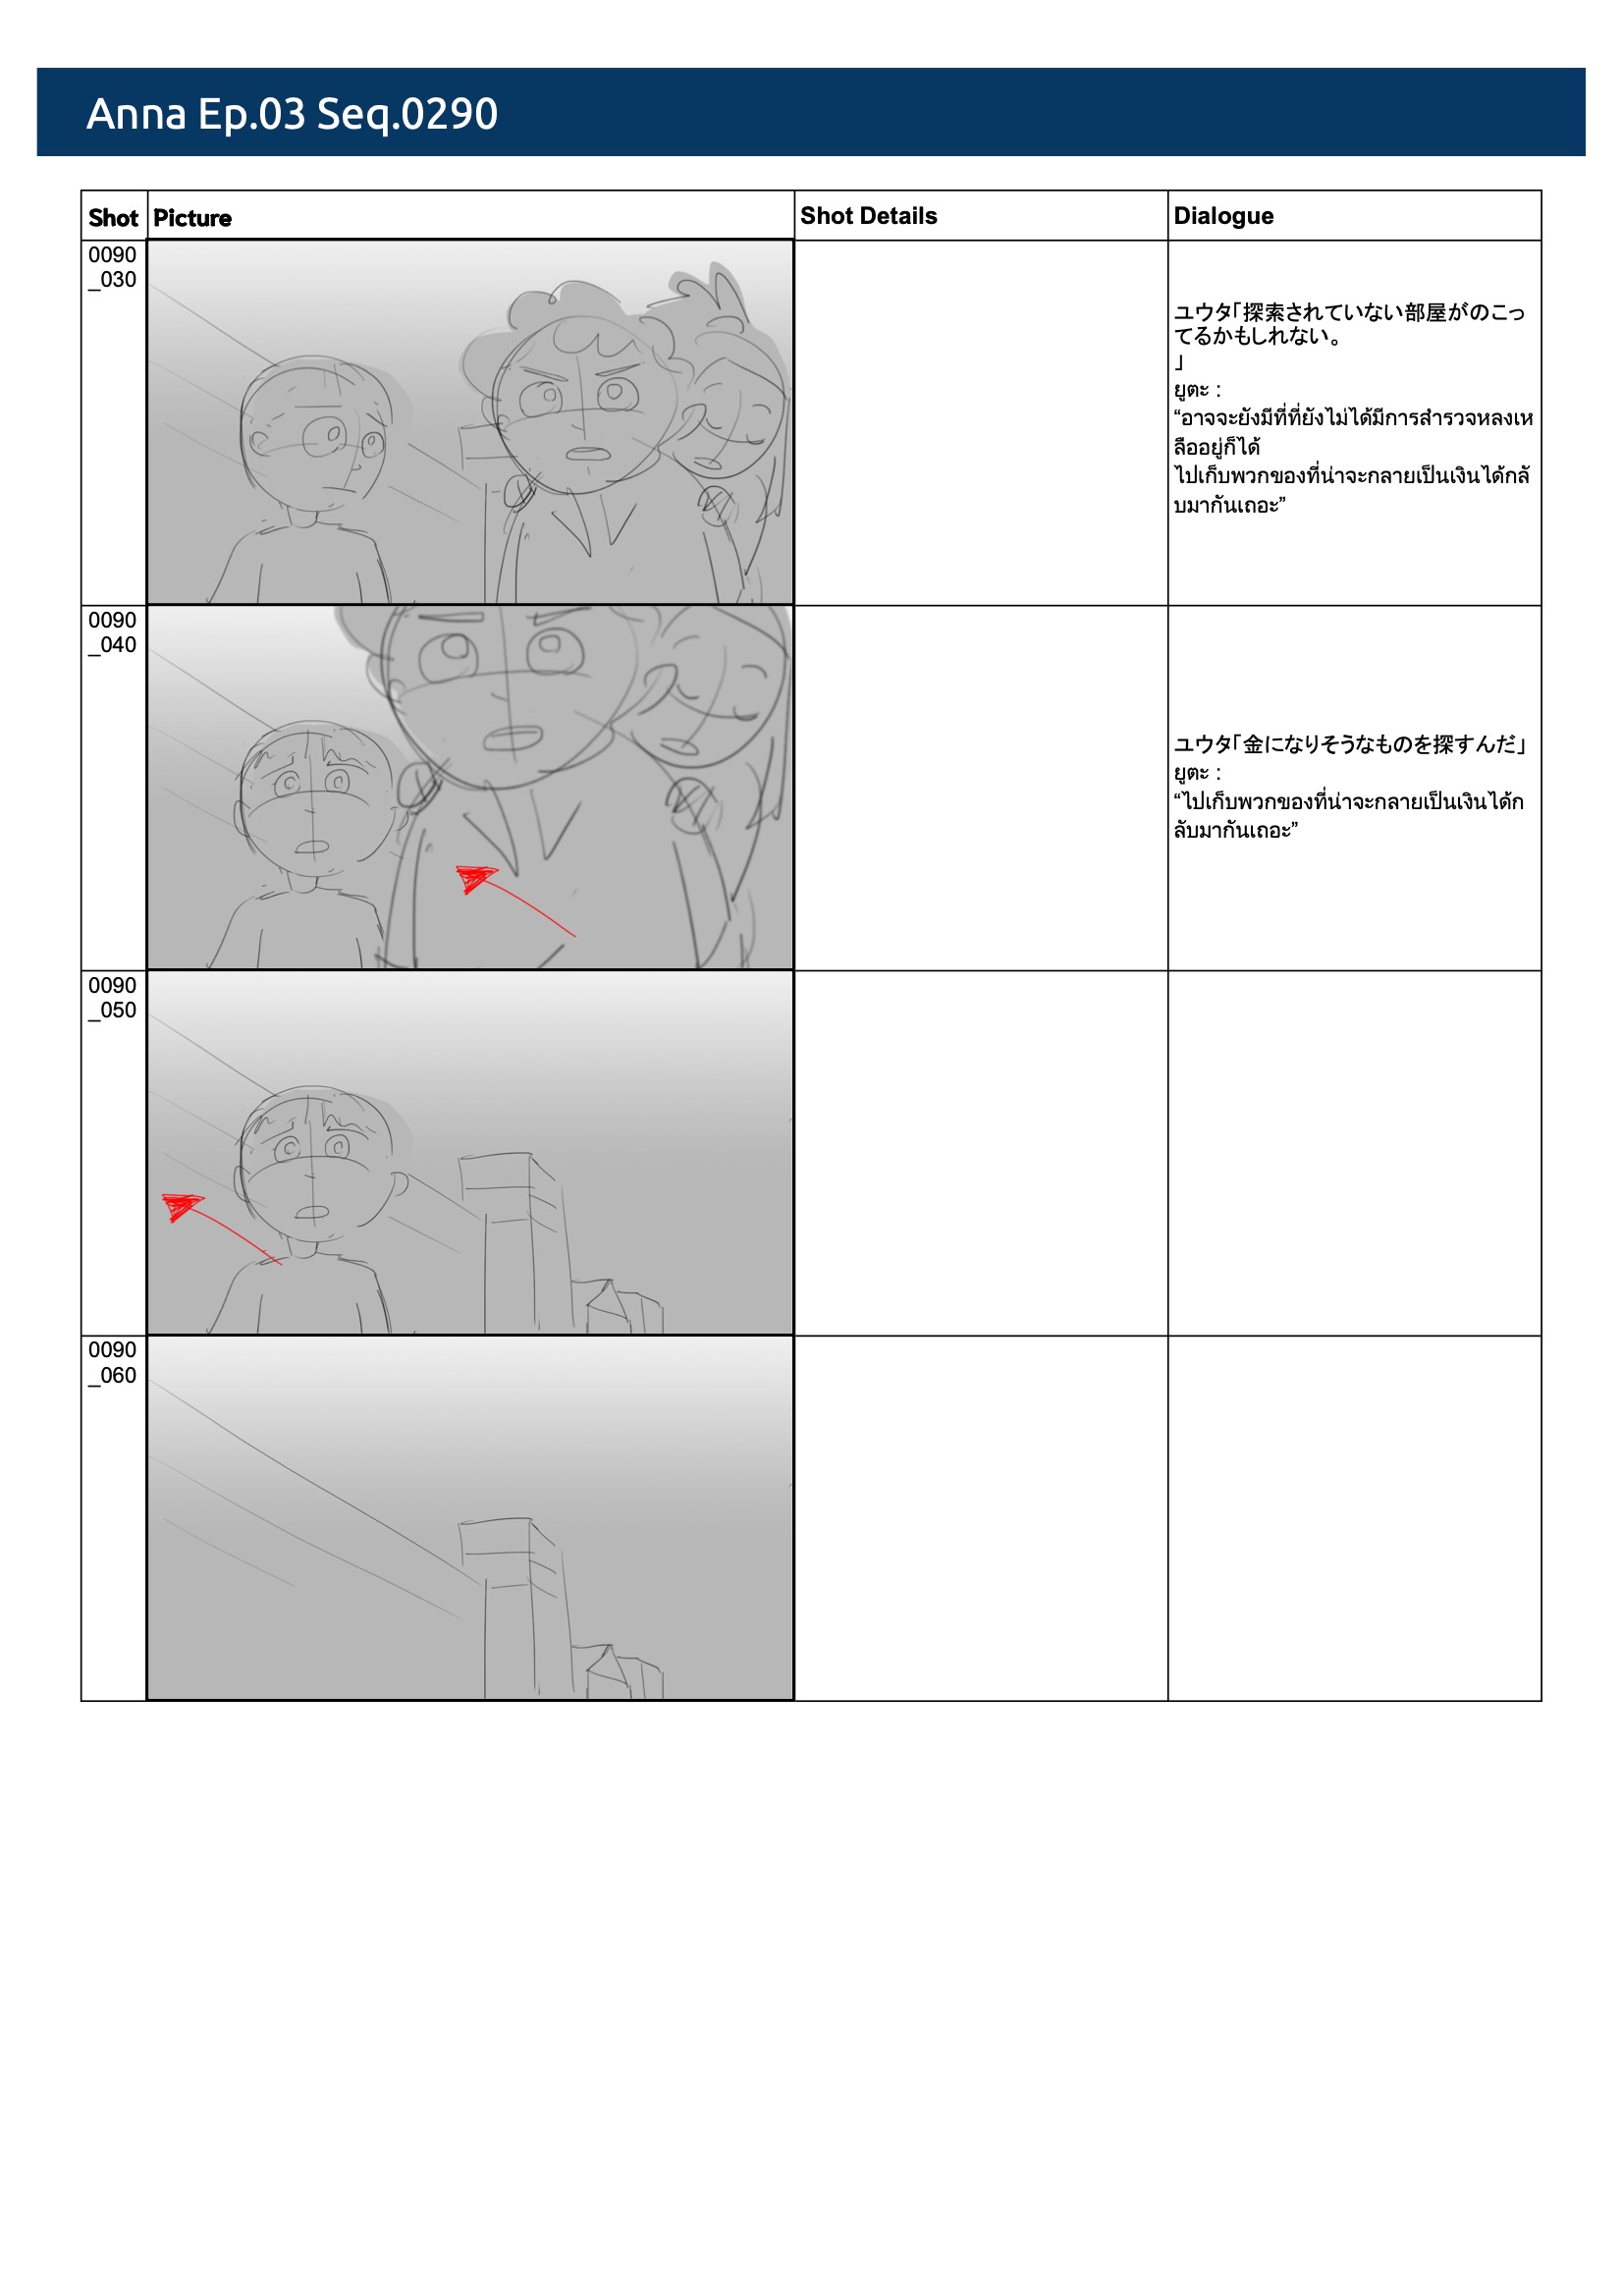 Anna Ep.03 Seq.0290
Shot Picture Shot Details Dialogue
0090
_030
ユウタ「探索されていない部屋がのこっ
てるかもしれない。
」
ยูตะ :
“อาจจะยังมีที่ที่ยังไม่ได้มีการสำรวจหลงเห
ลืออยู่ก็ได้
ไปเก็บพวกของที่น่าจะกลายเป็นเงินได้กลั
บมากันเถอะ”
0090
_040
ユウタ「金になりそうなものを探すんだ」
ยูตะ :
“ไปเก็บพวกของที่น่าจะกลายเป็นเงินได้ก
ลับมากันเถอะ”
0090
_050
0090
_060